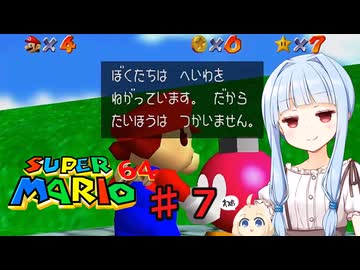 ×4 ×0 ×7
ぼくたちは へいわを
ねがっています。 だから
たいほうは つかいません。
SUPER
MARIO 64
#7